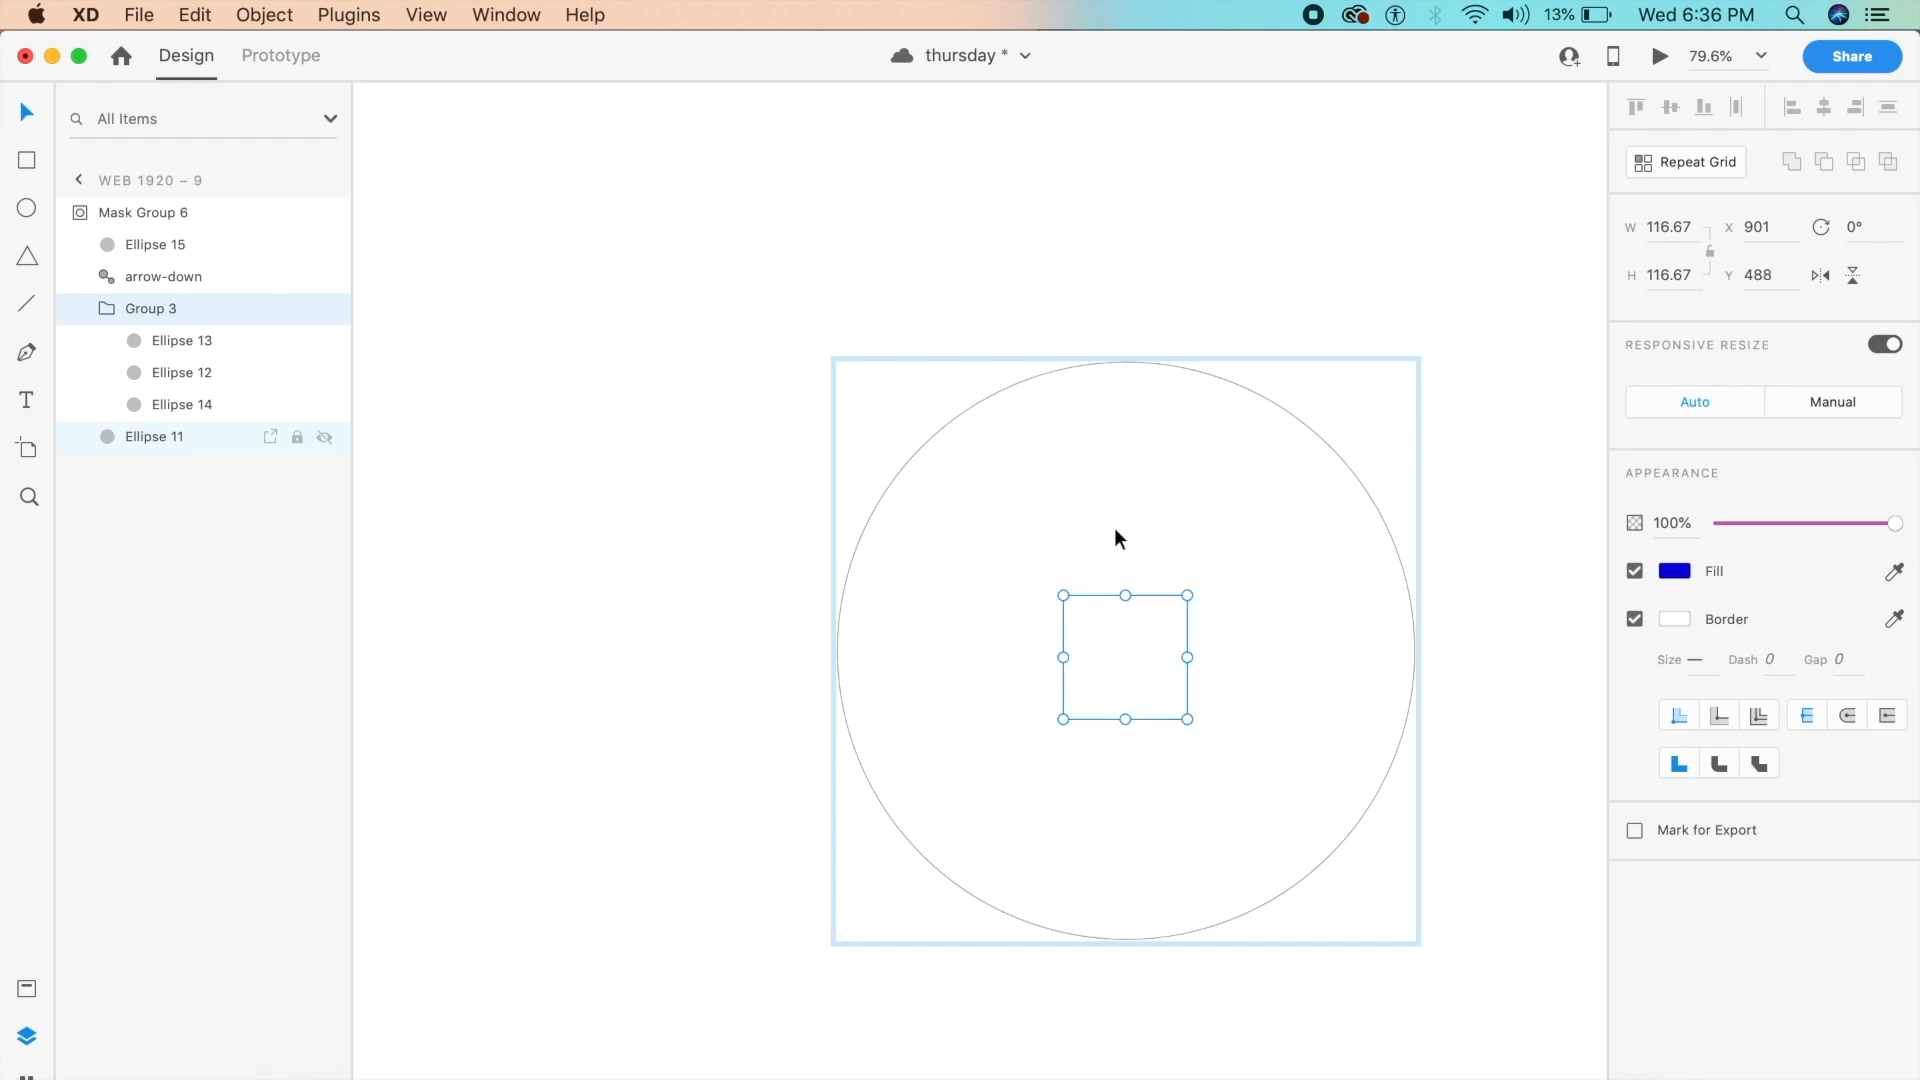 XD File Edit Object Plugins View Window Help 13% Wed 6:36 PM
Design Prototype thursday * 79.6% Share
All Items
WEB 1920 – 9
Mask Group 6
Ellipse 15
arrow-down
Group 3
Ellipse 13
Ellipse 12
Ellipse 14
Ellipse 11
Repeat Grid
W 116.67 X 901 0°
H 116.67 Y 488
RESPONSIVE RESIZE
Auto Manual
APPEARANCE
100%
Fill
Border
Size — Dash 0 Gap 0
Mark for Export